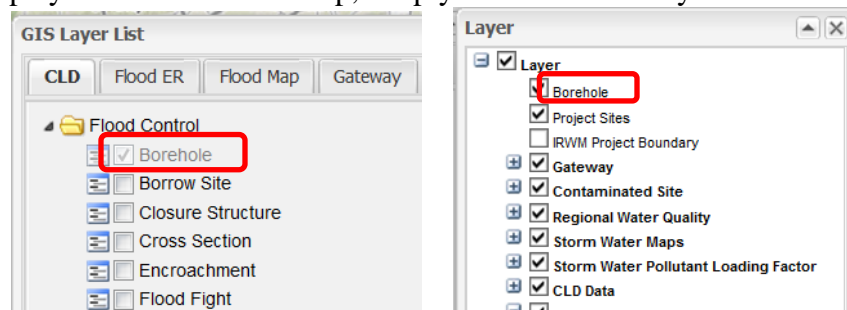 GIS Layer List
CLD
Flood ER
Flood Map
Gateway
Flood Control
Borehole
Borrow Site
Closure Structure
Cross Section
Encroachment
Flood Fight
Layer
Layer
Borehole
Project Sites
IRWM Project Boundary
Gateway
Contaminated Site
Regional Water Quality
Storm Water Maps
Storm Water Pollutant Loading Factor
CLD Data